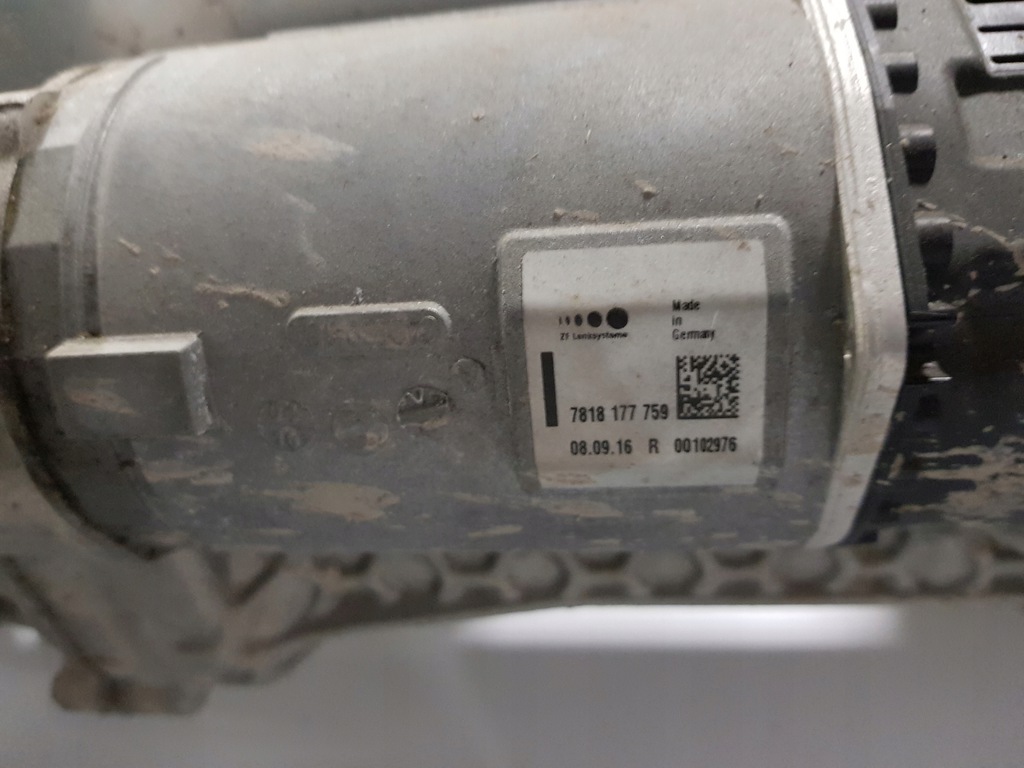 ZF Lenksysteme
Made
in
Germany
7818 177 759
08.09.16 R 00102976